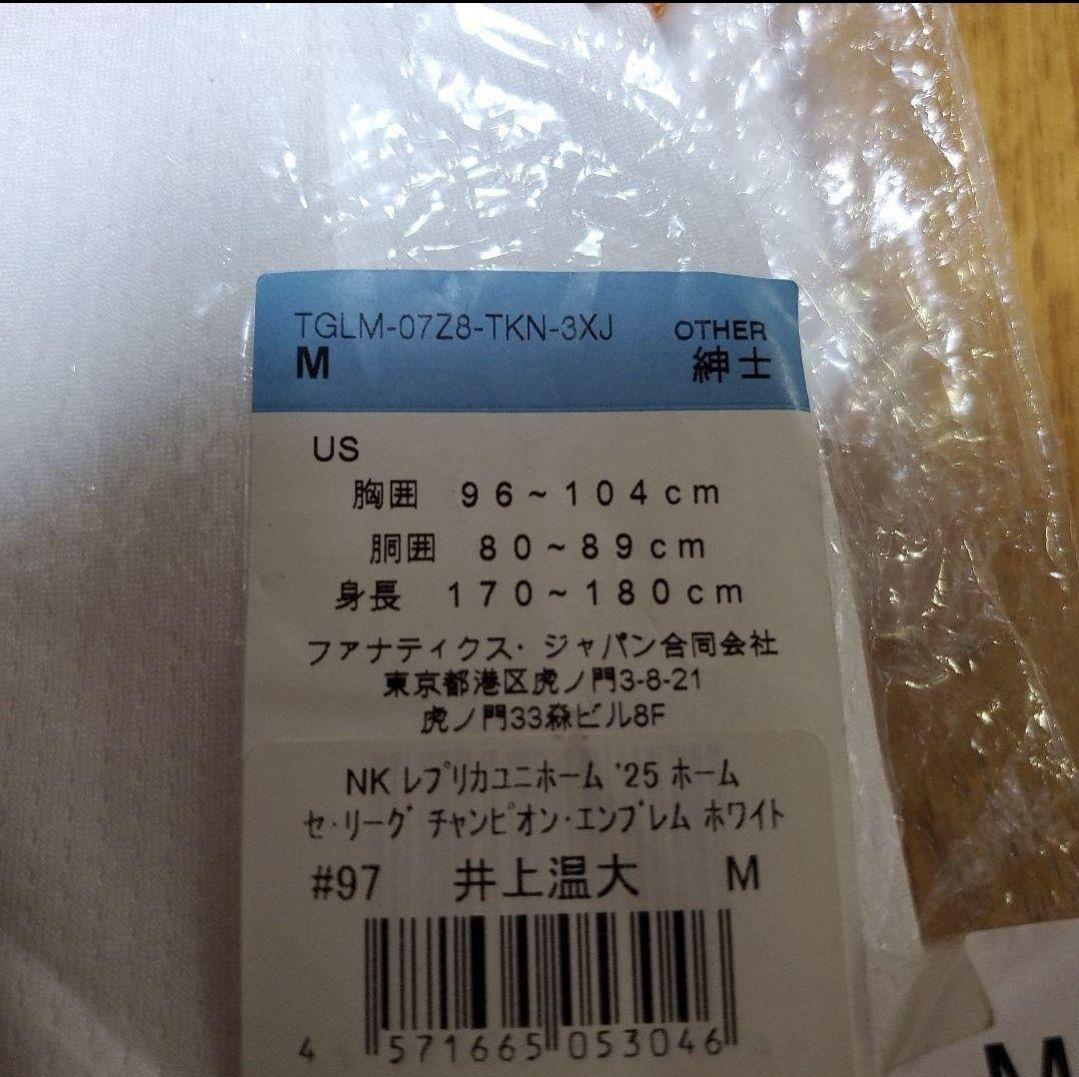 TGLM-07Z8-TKN-3XJ OTHER
M 紳士
US
胸囲 96~104cm
胴囲 80~89cm
身長 170~180cm
ファナティクス・ジャパン合同会社
東京都港区虎ノ門3-8-21
虎ノ門33森ビル8F
NK レプリカユニホーム '25 ホーム
セ・リーグ チャンピオン・エンブレム ホワイト
#97 井上温大 M
4 571665 053046
M